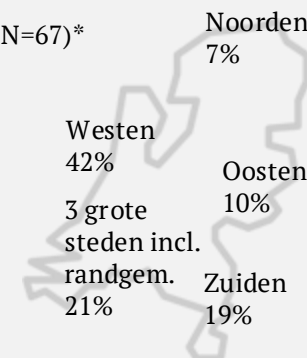 N=67)*
Noorden
7%
Westen
42%
Oosten
10%
3 grote
steden incl.
randgem.
21%
Zuiden
19%